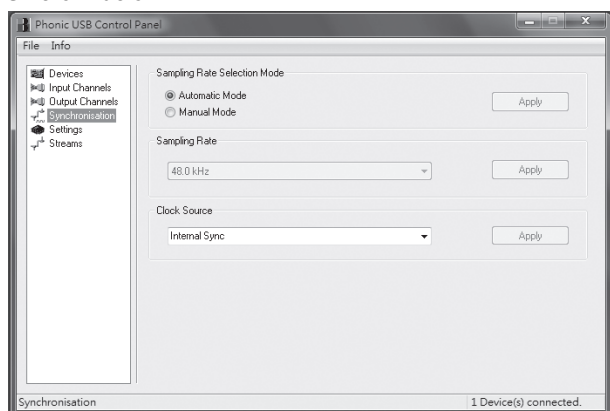 Phonic USB Control Panel
File Info
Devices
Input Channels
Output Channels
Synchronisation
Settings
Streams
Sampling Rate Selection Mode
Automatic Mode
Manual Mode
Apply
Sampling Rate
48.0 kHz
Apply
Clock Source
Internal Sync
Apply
Synchronisation
1 Device(s) connected.